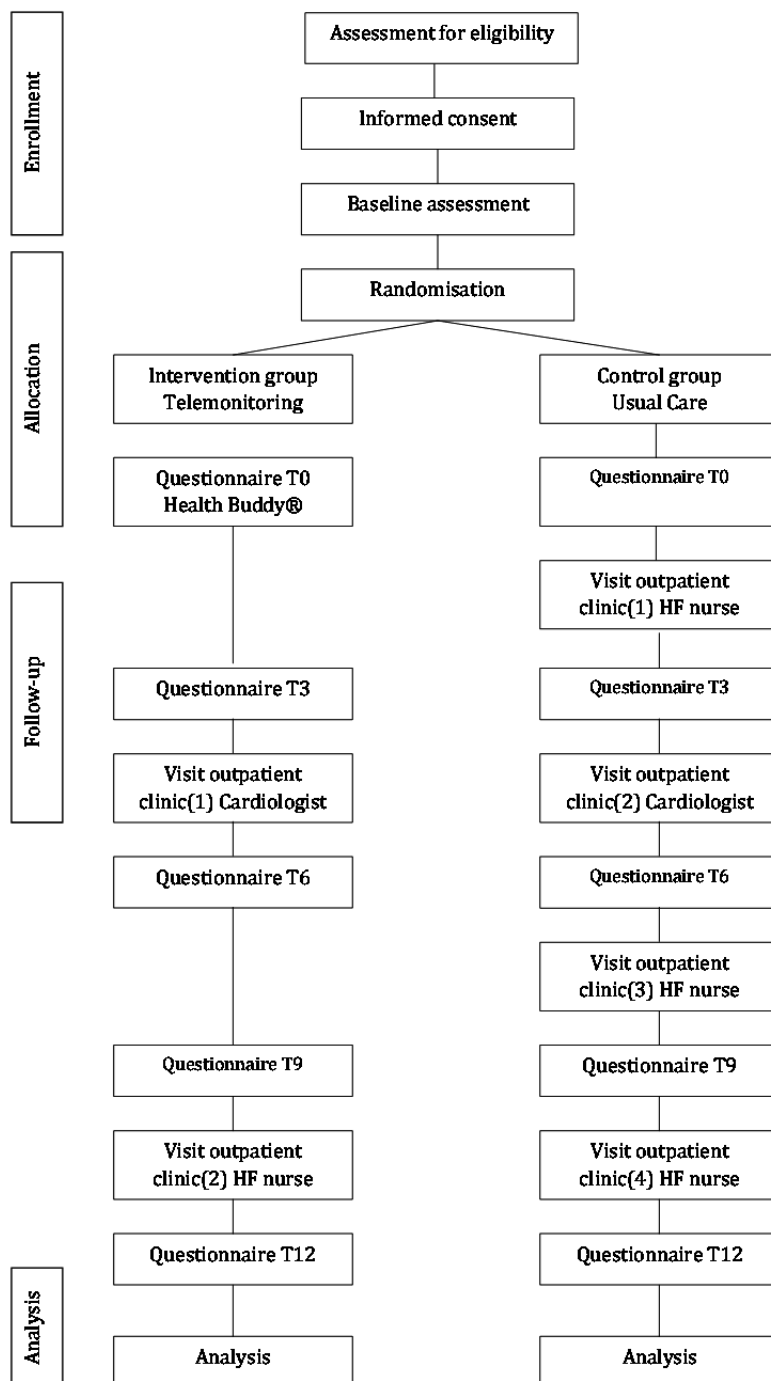 Enrollment
Assessment for eligibility
Informed consent
Baseline assessment
Allocation
Randomisation
Intervention group
Telemonitoring
Control group
Usual Care
Questionnaire T0
Health Buddy®
Questionnaire T0
Visit outpatient
clinic(1) HF nurse
Follow-up
Questionnaire T3
Questionnaire T3
Visit outpatient
clinic(1) Cardiologist
Visit outpatient
clinic(2) Cardiologist
Questionnaire T6
Questionnaire T6
Visit outpatient
clinic(3) HF nurse
Questionnaire T9
Questionnaire T9
Visit outpatient
clinic(2) HF nurse
Visit outpatient
clinic(4) HF nurse
Questionnaire T12
Questionnaire T12
Analysis
Analysis
Analysis